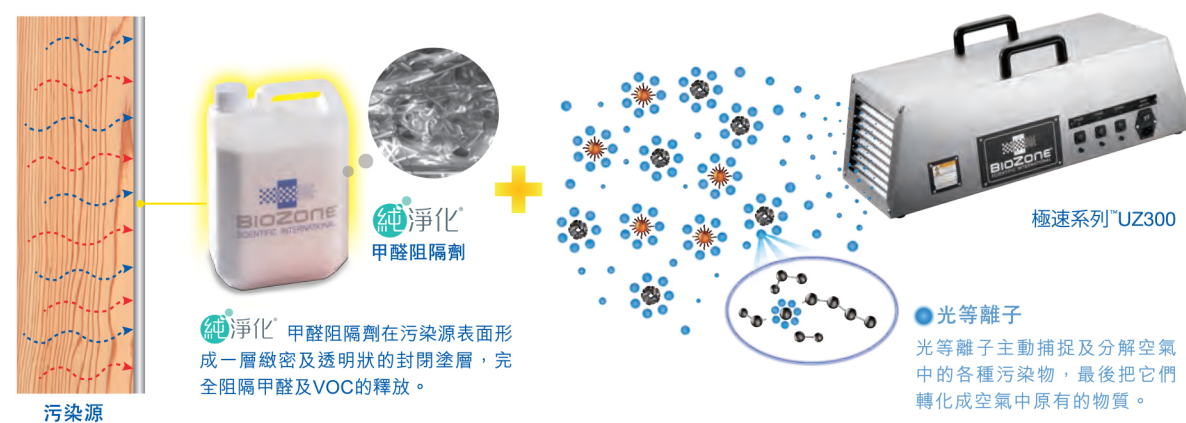 BIOZONE
SCIENTIFIC INTERNATIONAL
純淨化
甲醛阻隔劑
BIOZONE
SCIENTIFIC INTERNATIONAL
極速系列™UZ300
純淨化 甲醛阻隔劑在污染源表面形
成一層緻密及透明狀的封閉塗層，完
全阻隔甲醛及VOC的釋放。
污染源
光等離子
光等離子主動捕捉及分解空氣
中的各種污染物，最後把它們
轉化成空氣中原有的物質。